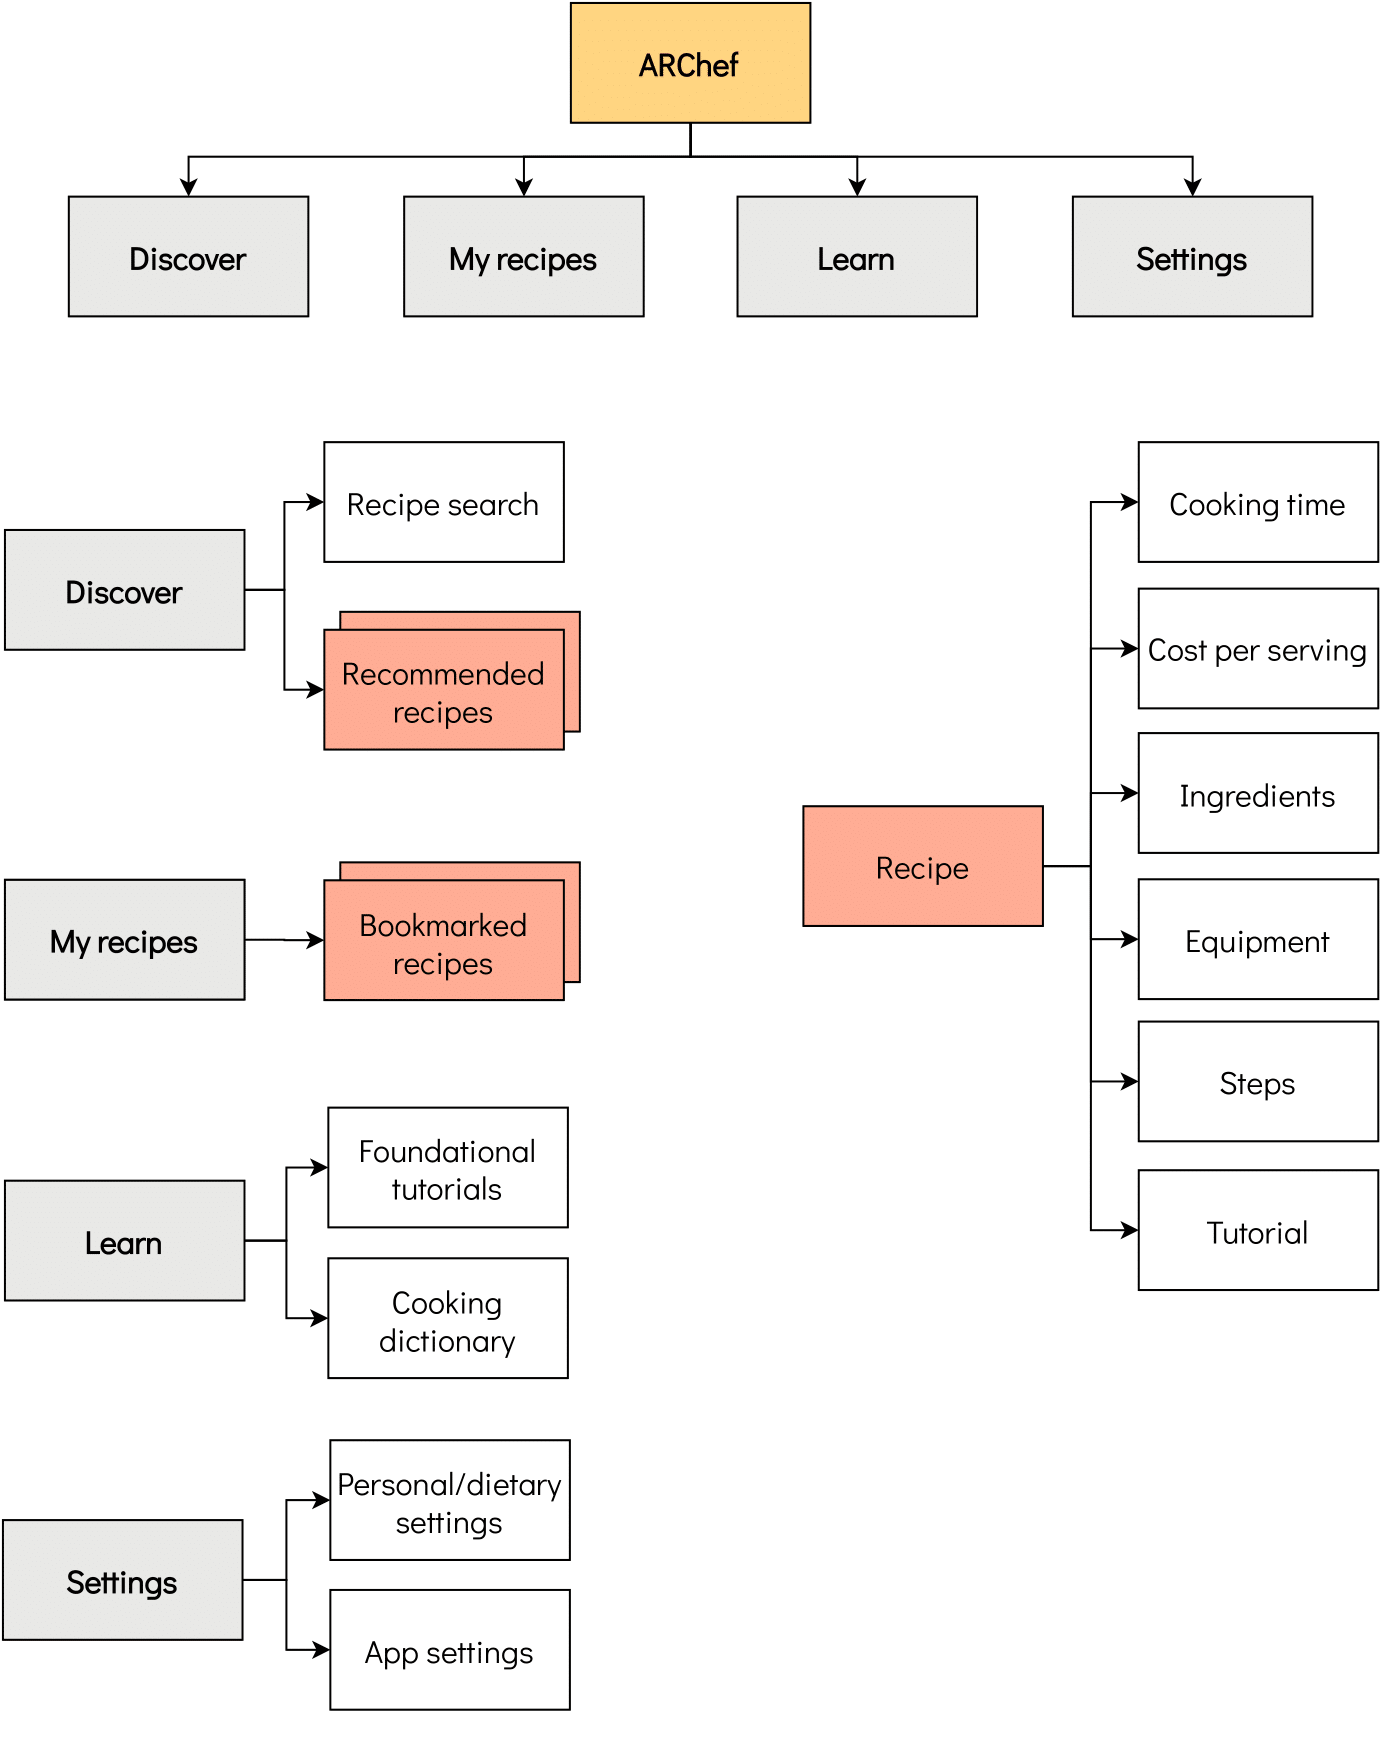 ARChef
Discover
My recipes
Learn
Settings
Discover
Recipe search
Recommended
recipes
My recipes
Bookmarked
recipes
Learn
Foundational
tutorials
Cooking
dictionary
Settings
Personal/dietary
settings
App settings
Recipe
Cooking time
Cost per serving
Ingredients
Equipment
Steps
Tutorial